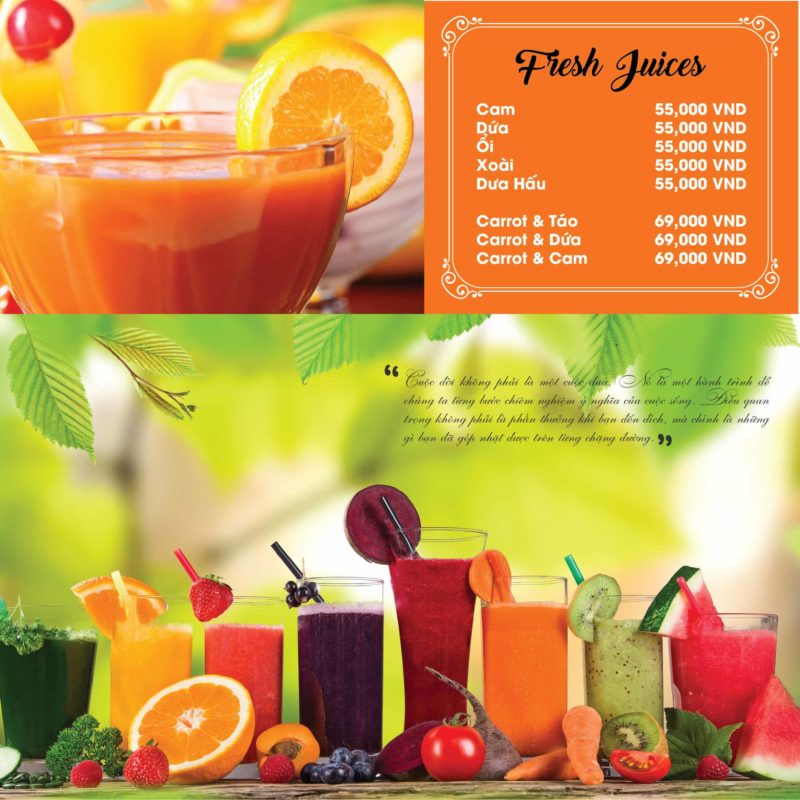 Fresh Juices
Cam 55,000 VND
Dứa 55,000 VND
Ổi 55,000 VND
Xoài 55,000 VND
Dưa Hấu 55,000 VND
Carrot & Táo 69,000 VND
Carrot & Dứa 69,000 VND
Carrot & Cam 69,000 VND
“Cuộc đời không phải là một cuộc đua, Nó là một hành trình để
chúng ta từng bước chiêm nghiệm ý nghĩa của cuộc sống. Điều quan
trọng không phải là phần thưởng khi bạn đến đích, mà chính là những
gì bạn đã góp nhặt được trên từng chặng đường.”